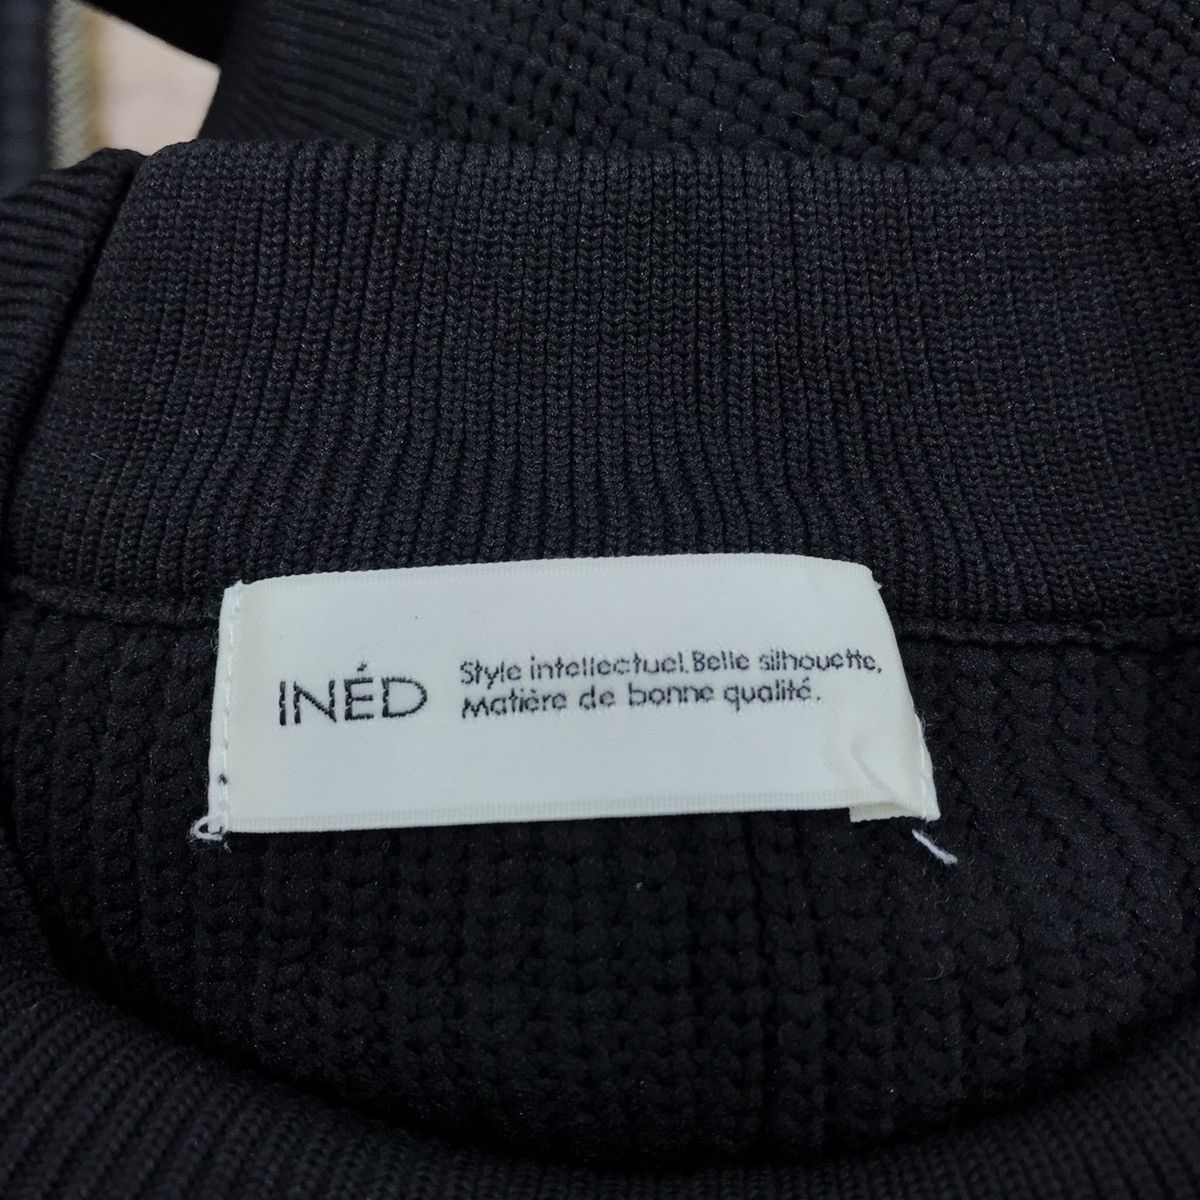 INÉD
Style intellectuel. Belle silhouette,
Matière de bonne qualité.